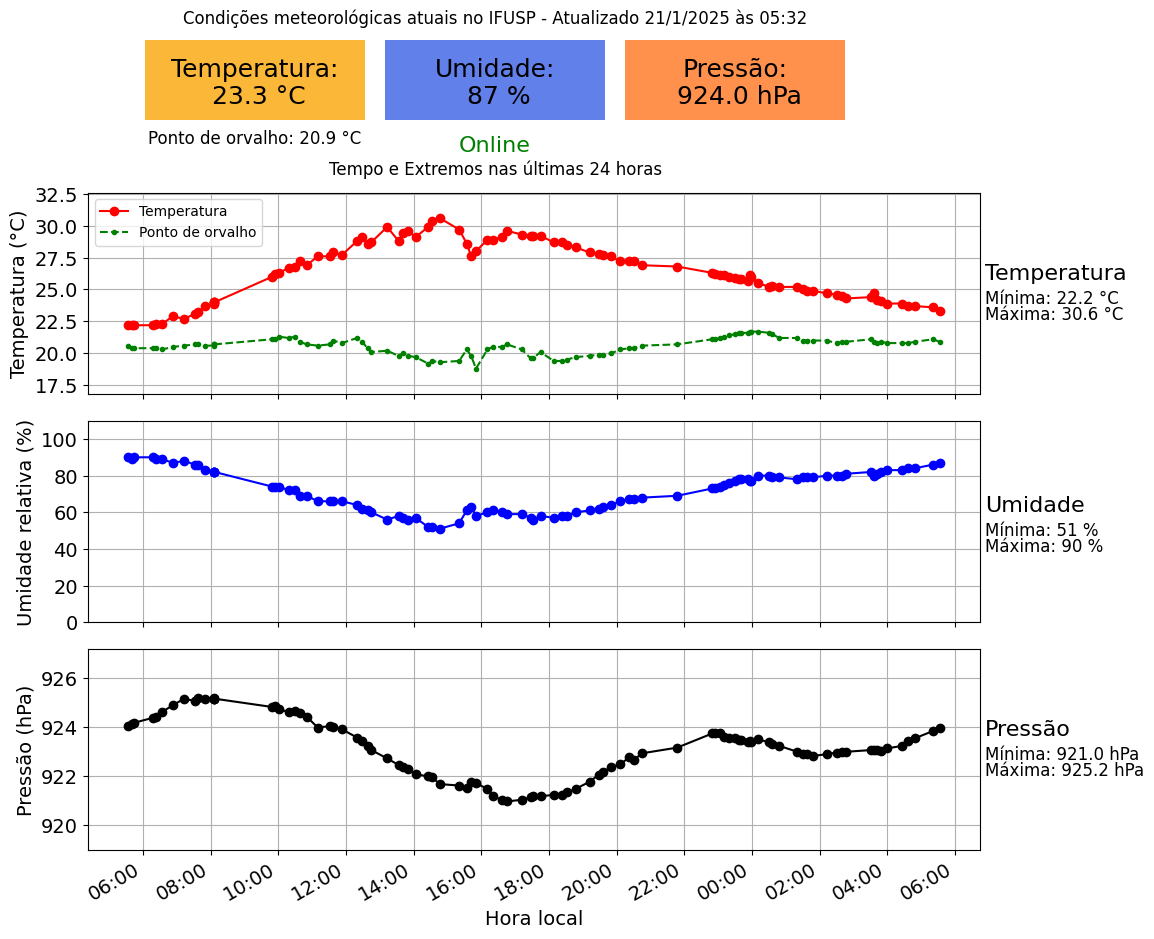 Condições meteorológicas atuais no IFUSP - Atualizado 21/1/2025 às 05:32
Temperatura:
23.3 °C
Umidade:
87 %
Pressão:
924.0 hPa
Ponto de orvalho: 20.9 °C
Online
Tempo e Extremos nas últimas 24 horas
Temperatura (°C)
32.5
30.0
27.5
25.0
22.5
20.0
17.5
Temperatura
Ponto de orvalho
Temperatura
Mínima: 22.2 °C
Máxima: 30.6 °C
Umidade relativa (%)
100
80
60
40
20
0
Umidade
Mínima: 51 %
Máxima: 90 %
Pressão (hPa)
926
924
922
920
Pressão
Mínima: 921.0 hPa
Máxima: 925.2 hPa
06:00 08:00 10:00 12:00 14:00 16:00 18:00 20:00 22:00 00:00 02:00 04:00 06:00
Hora local